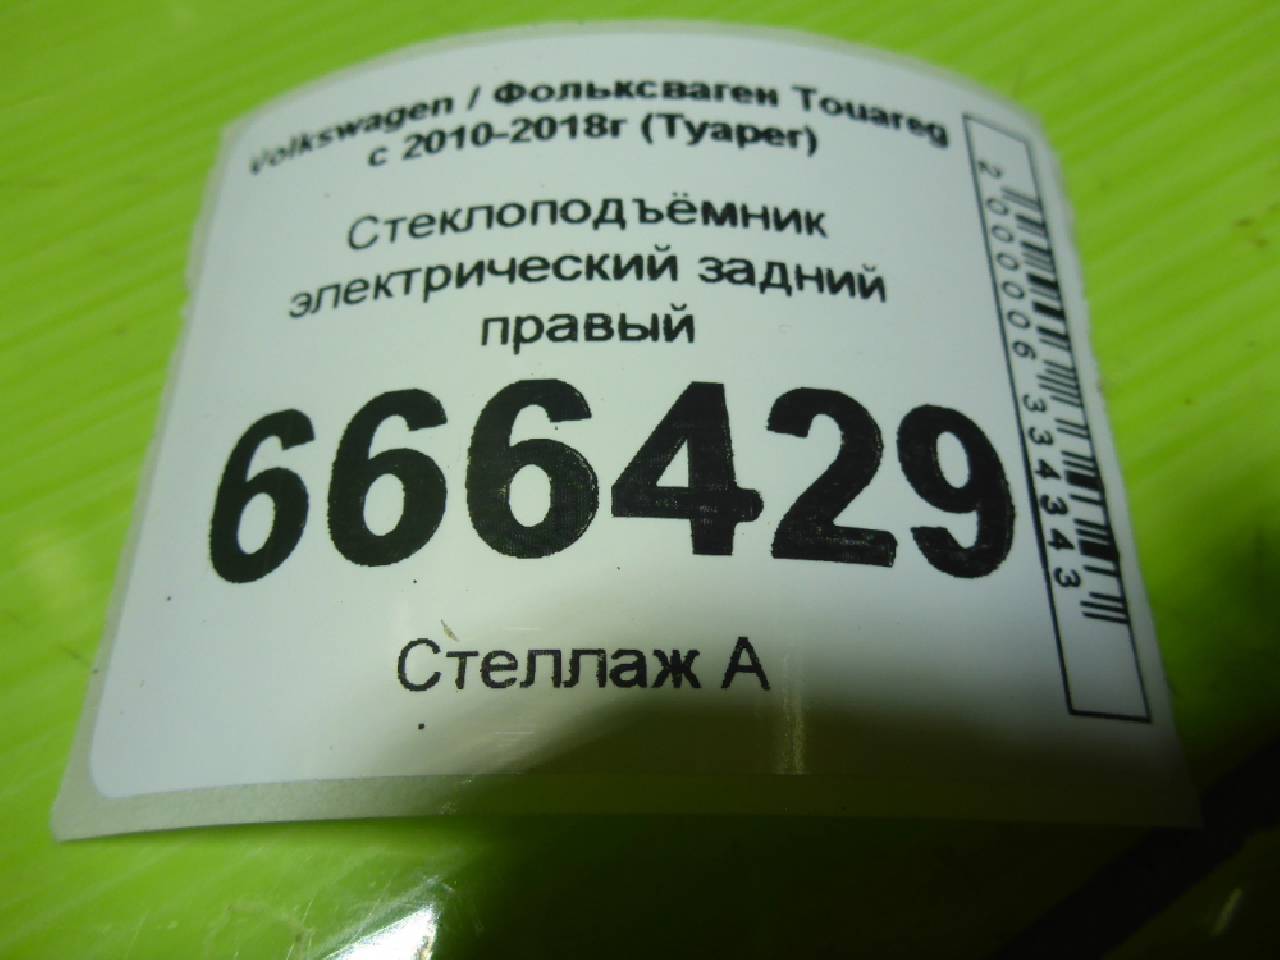 Volkswagen / Фольксваген Touareg
с 2010-2018г (Туарег)
Стеклоподъёмник
электрический задний
правый
666429
Стеллаж А
2000006334343